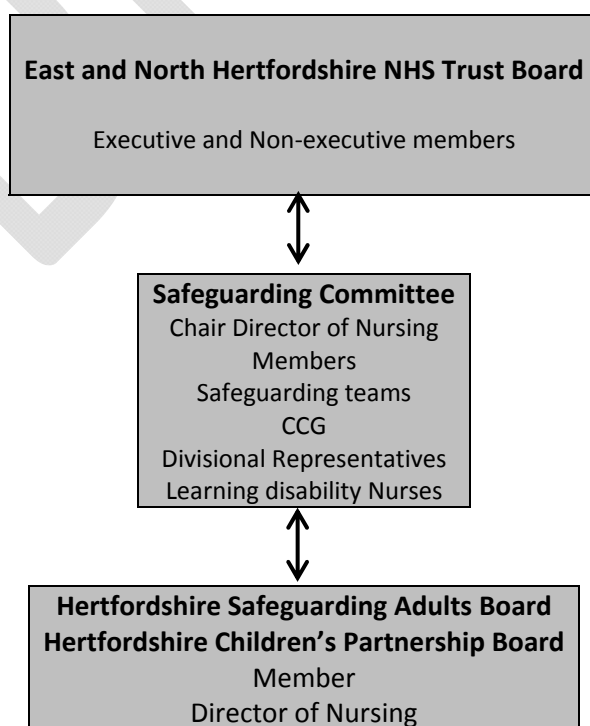 East and North Hertfordshire NHS Trust Board
Executive and Non-executive members
Safeguarding Committee
Chair Director of Nursing
Members
Safeguarding teams
CCG
Divisional Representatives
Learning disability Nurses
Hertfordshire Safeguarding Adults Board
Hertfordshire Children’s Partnership Board
Member
Director of Nursing